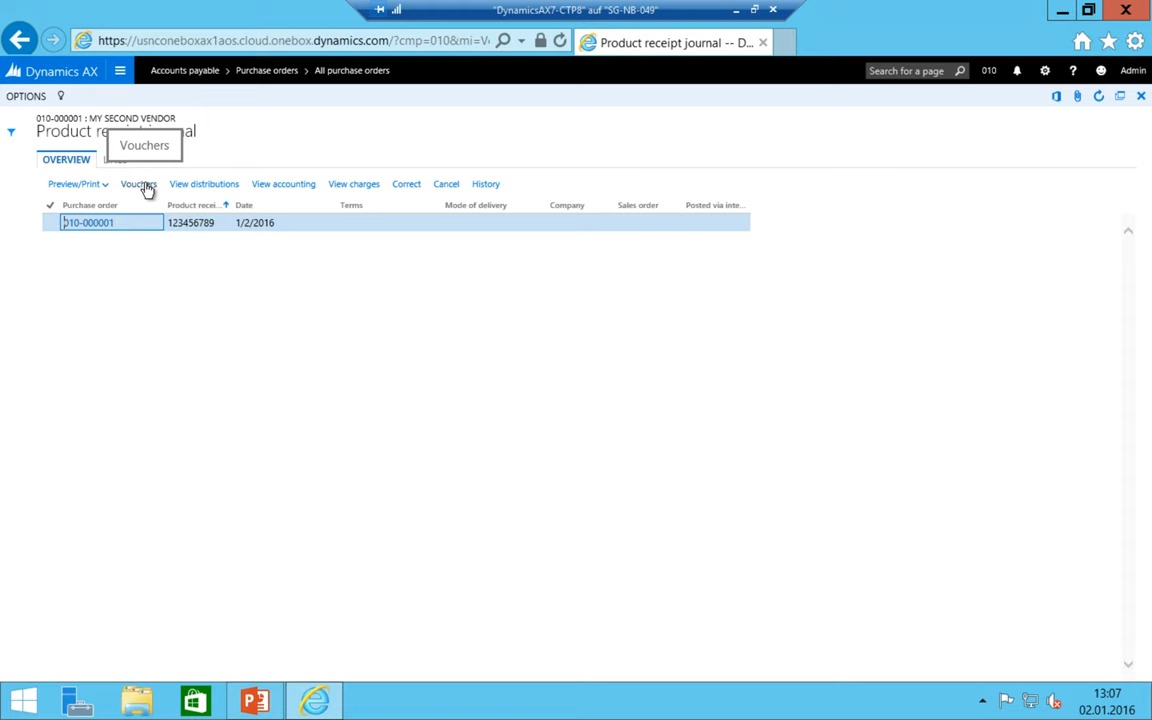 "DynamicsAX7-CTP8" auf "SG-NB-049"
https://usnconeboxax1aos.cloud.onebox.dynamics.com/?cmp=010&mi=V
Product receipt journal -- D...
Dynamics AX
Accounts payable > Purchase orders > All purchase orders
Search for a page
010
?
Admin
OPTIONS
010-000001 : MY SECOND VENDOR
Product re al
Vouchers
OVERVIEW
Preview/Print Vouchers View distributions View accounting View charges Correct Cancel History
Purchase order Product recei... Date Terms Mode of delivery Company Sales order Posted via inte...
010-000001 123456789 1/2/2016
13:07
02.01.2016